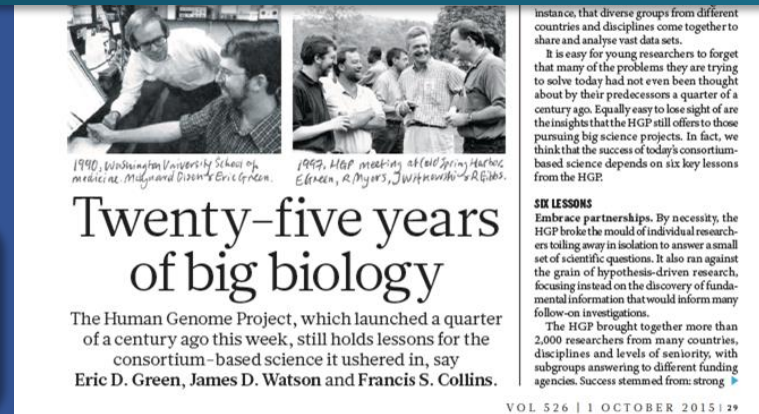 1990, Washington University School of
medicine. Maynard Olson & Eric Green.
1997, HGP meeting at Cold Spring Harbor.
E Green, R Myers, J Witkowski & R Gibbs.
Twenty-five years
of big biology
The Human Genome Project, which launched a quarter
of a century ago this week, still holds lessons for the
consortium-based science it ushered in, say
Eric D. Green, James D. Watson and Francis S. Collins.
instance, that diverse groups from different
countries and disciplines come together to
share and analyse vast data sets.
It is easy for young researchers to forget
that many of the problems they are trying
to solve today had not even been thought
about by their predecessors a quarter of a
century ago. Equally easy to lose sight of are
the insights that the HGP still offers to those
pursuing big science projects. In fact, we
think that the success of today's consortium-
based science depends on six key lessons
from the HGP.
SIX LESSONS
Embrace partnerships. By necessity, the
HGP broke the mould of individual research-
ers toiling away in isolation to answer a small
set of scientific questions. It also ran against
the grain of hypothesis-driven research,
focusing instead on the discovery of funda-
mental information that would inform many
follow-on investigations.
The HGP brought together more than
2,000 researchers from many countries,
disciplines and levels of seniority, with
subgroups answering to different funding
agencies. Success stemmed from: strong
VOL 526 | 1 OCTOBER 2015 | 29